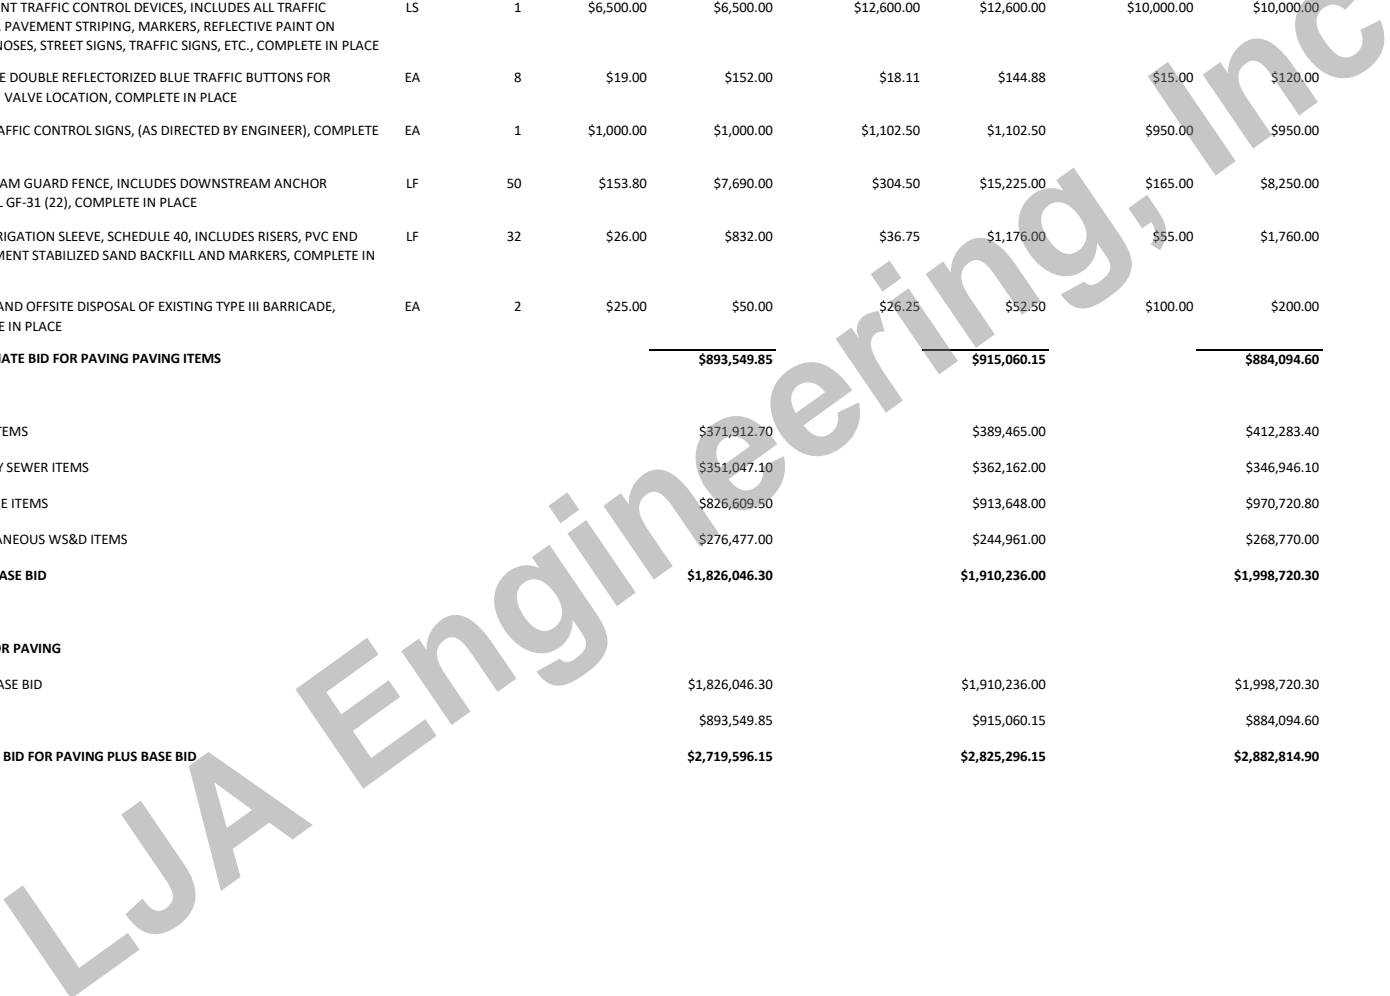 NT TRAFFIC CONTROL DEVICES, INCLUDES ALL TRAFFIC LS 1 $6,500.00 $6,500.00 $12,600.00 $12,600.00 $10,000.00 $10,000.00
PAVEMENT STRIPING, MARKERS, REFLECTIVE PAINT ON
NOSES, STREET SIGNS, TRAFFIC SIGNS, ETC., COMPLETE IN PLACE
E DOUBLE REFLECTORIZED BLUE TRAFFIC BUTTONS FOR EA 8 $19.00 $152.00 $18.11 $144.88 $15.00 $120.00
VALVE LOCATION, COMPLETE IN PLACE
AFFIC CONTROL SIGNS, (AS DIRECTED BY ENGINEER), COMPLETE EA 1 $1,000.00 $1,000.00 $1,102.50 $1,102.50 $950.00 $950.00
AM GUARD FENCE, INCLUDES DOWNSTREAM ANCHOR LF 50 $153.80 $7,690.00 $304.50 $15,225.00 $165.00 $8,250.00
L GF-31 (22), COMPLETE IN PLACE
RIGATION SLEEVE, SCHEDULE 40, INCLUDES RISERS, PVC END LF 32 $26.00 $832.00 $36.75 $1,176.00 $55.00 $1,760.00
MENT STABILIZED SAND BACKFILL AND MARKERS, COMPLETE IN
AND OFFSITE DISPOSAL OF EXISTING TYPE III BARRICADE, EA 2 $25.00 $50.00 $26.25 $52.50 $100.00 $200.00
E IN PLACE
NATE BID FOR PAVING PAVING ITEMS $893,549.85 $915,060.15 $884,094.60
TEMS $371,912.70 $389,465.00 $412,283.40
Y SEWER ITEMS $351,047.10 $362,162.00 $346,946.10
E ITEMS $826,609.50 $913,648.00 $970,720.80
ANEOUS WS&D ITEMS $276,477.00 $244,961.00 $268,770.00
ASE BID $1,826,046.30 $1,910,236.00 $1,998,720.30
OR PAVING
ASE BID $1,826,046.30 $1,910,236.00 $1,998,720.30
$893,549.85 $915,060.15 $884,094.60
BID FOR PAVING PLUS BASE BID $2,719,596.15 $2,825,296.15 $2,882,814.90
LJA Engineering, Inc